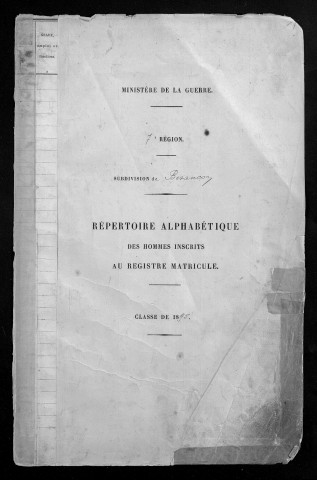 MINISTÈRE DE LA GUERRE.
7e RÉGION.
SUBDIVISION de Besançon
RÉPERTOIRE ALPHABÉTIQUE
DES HOMMES INSCRITS
AU REGISTRE MATRICULE.
CLASSE DE 18